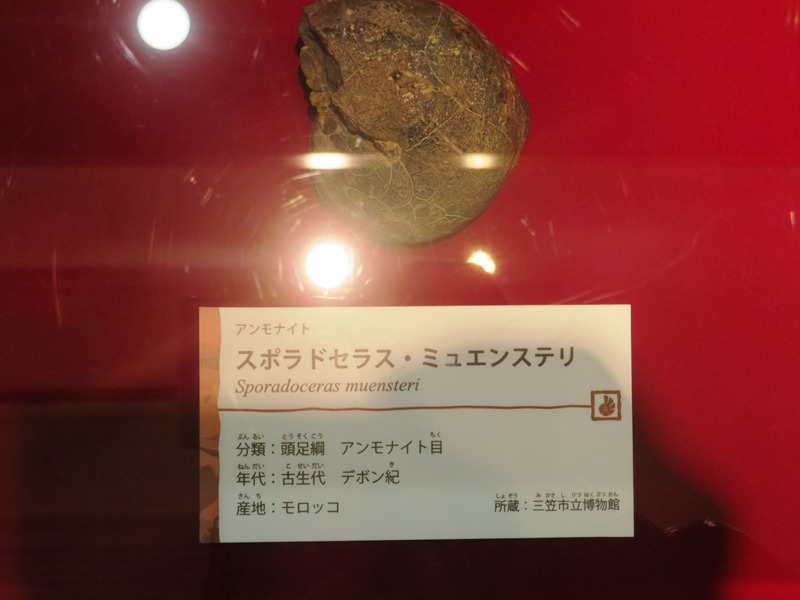 アンモナイト
スポラドセラス・ミュエンステリ
Sporadoceras muensteri
分類：頭足綱　アンモナイト目
年代：古生代　デボン紀
産地：モロッコ
所蔵：三笠市立博物館